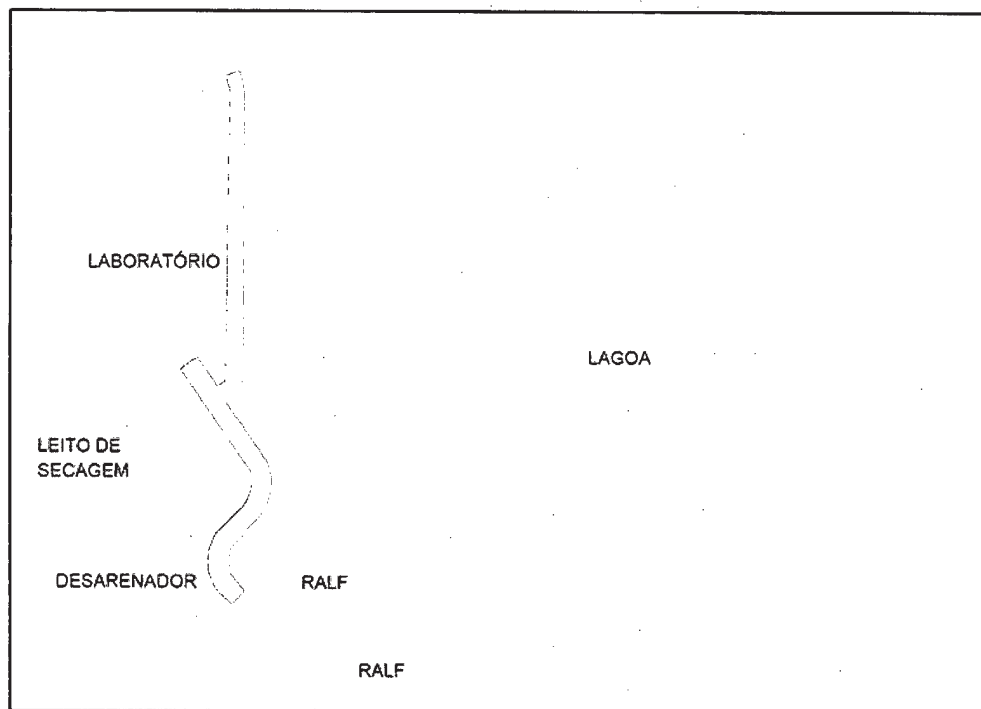 LABORATÓRIO
LAGOA
LEITO DE
SECAGEM
DESARENADOR
RALF
RALF